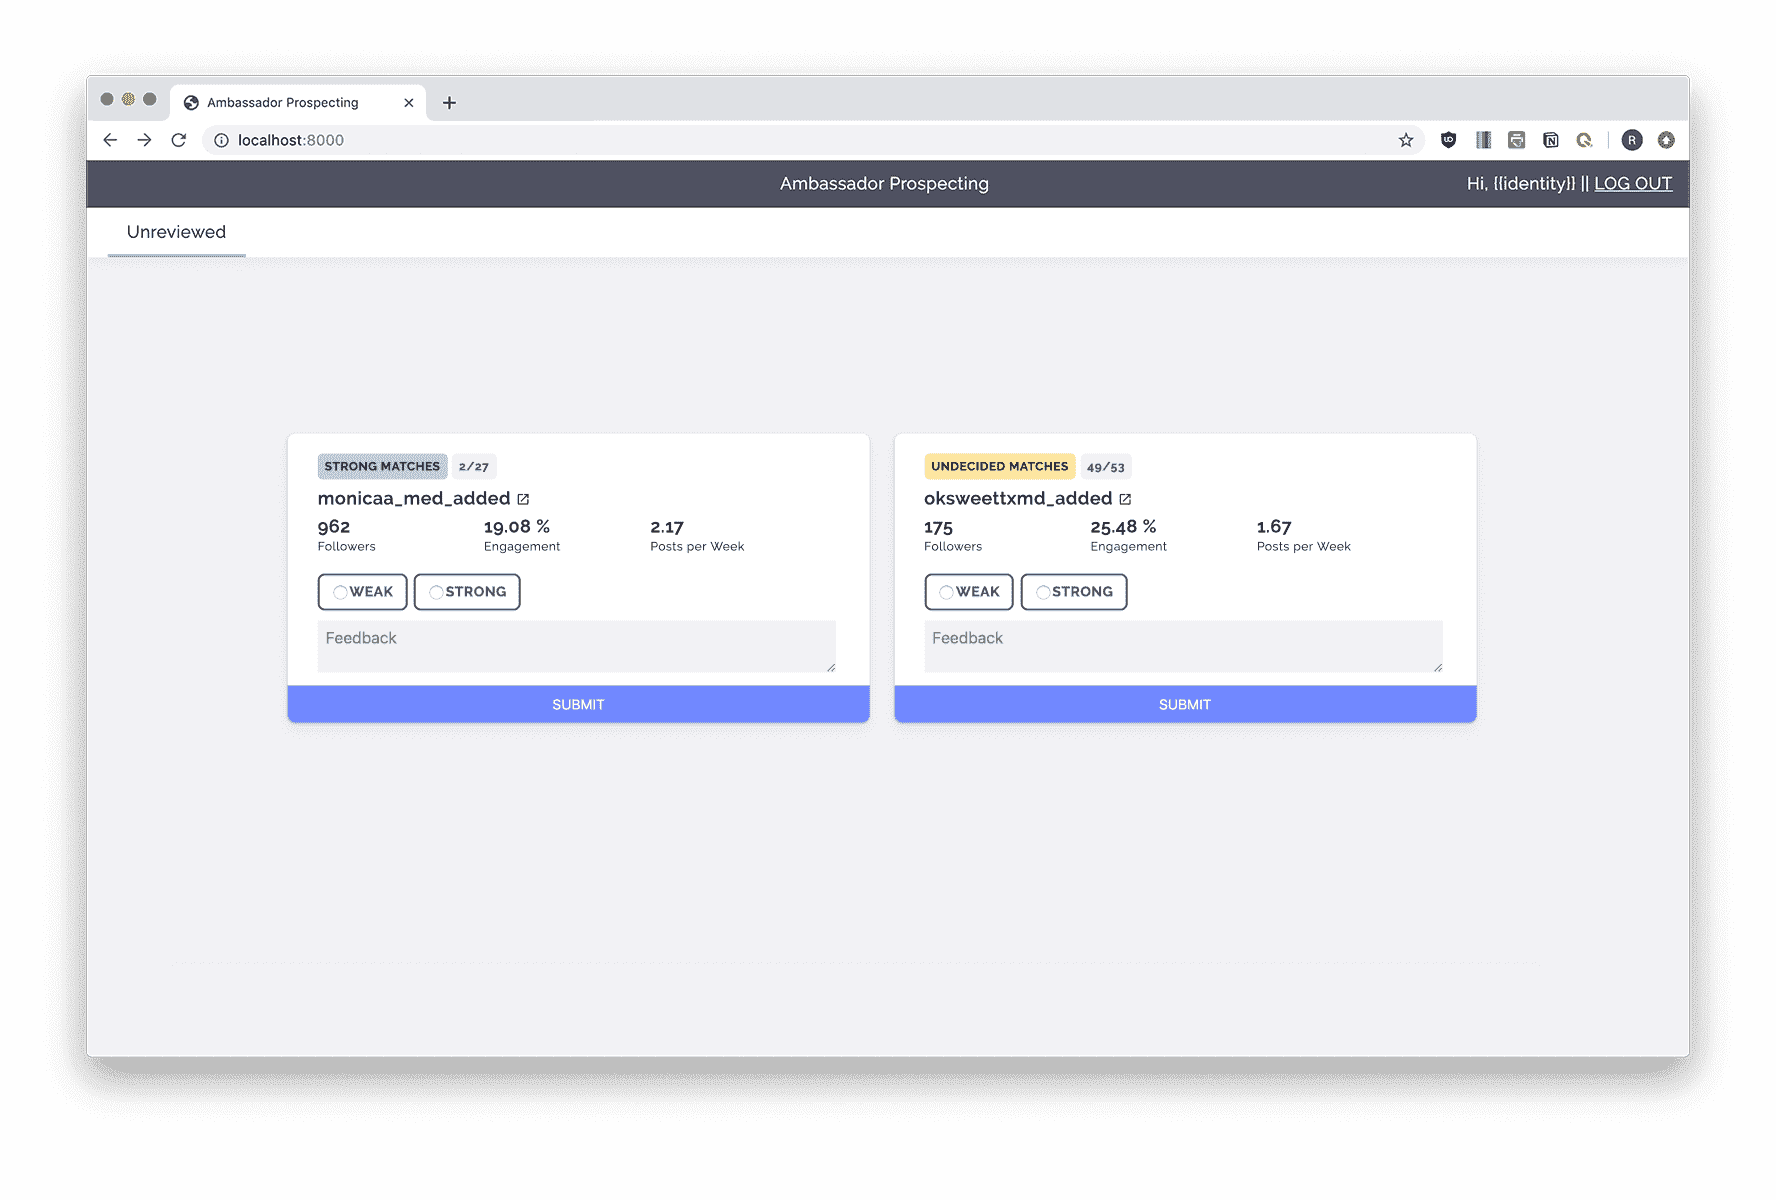 Ambassador Prospecting
localhost:8000
R
Ambassador Prospecting
Hi, {{identity}} || LOG OUT
Unreviewed
STRONG MATCHES 2/27
monicaa_med_added
962 19.08 % 2.17
Followers Engagement Posts per Week
WEAK STRONG
Feedback
SUBMIT
UNDECIDED MATCHES 49/53
oksweettxmd_added
175 25.48 % 1.67
Followers Engagement Posts per Week
WEAK STRONG
Feedback
SUBMIT